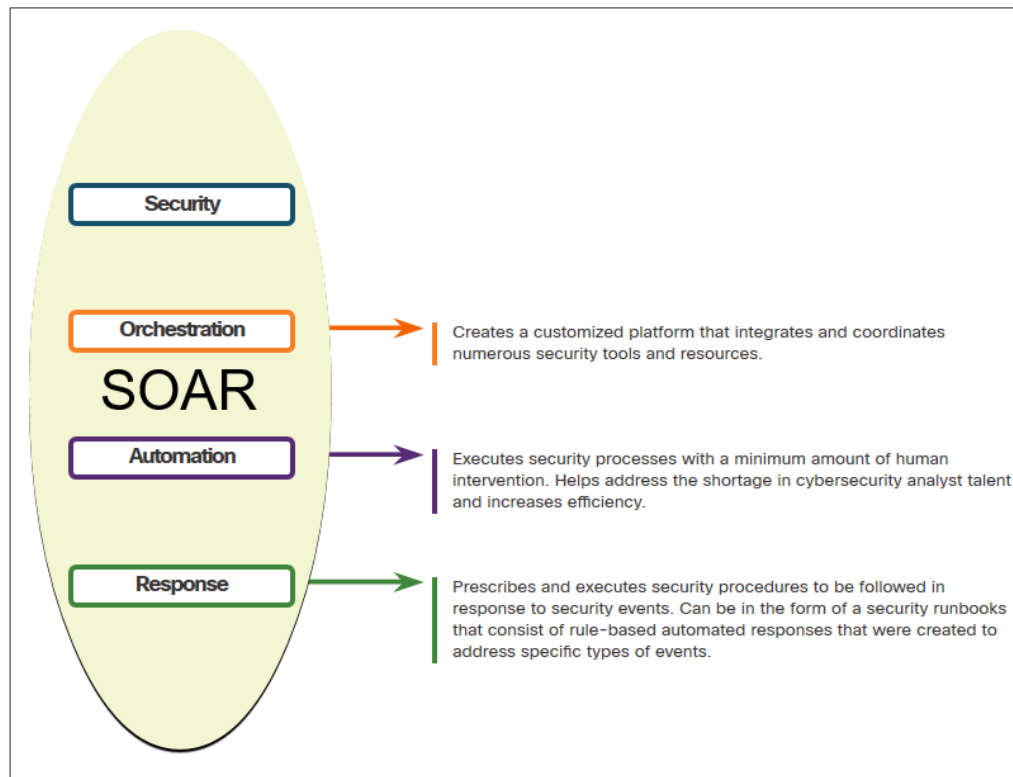 Security
Orchestration
Creates a customized platform that integrates and coordinates
numerous security tools and resources.
SOAR
Automation
Executes security processes with a minimum amount of human
intervention. Helps address the shortage in cybersecurity analyst talent
and increases efficiency.
Response
Prescribes and executes security procedures to be followed in
response to security events. Can be in the form of a security runbooks
that consist of rule-based automated responses that were created to
address specific types of events.